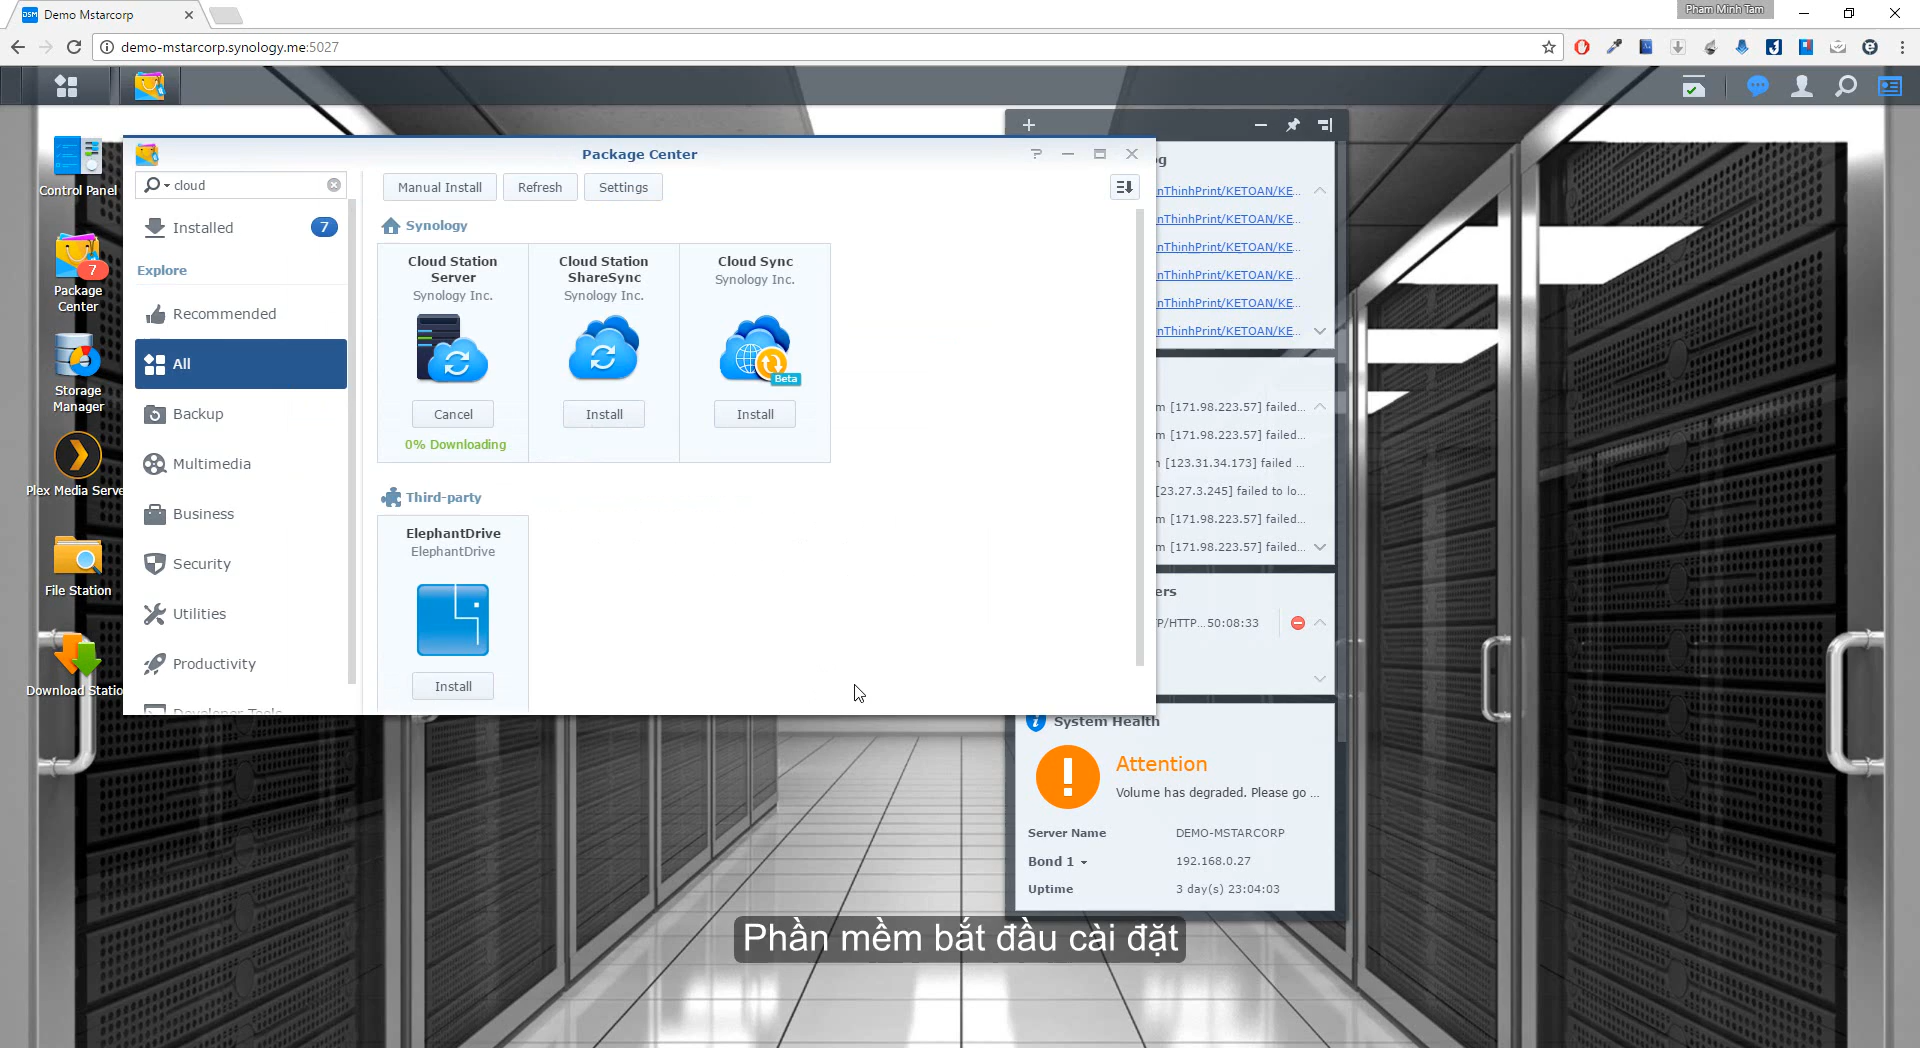 Demo Mstarcorp
Pham Minh Tam
demo-mstarcorp.synology.me:5027
Control Panel
Package
Center
7
Storage
Manager
Plex Media Serve
File Station
Download Statio
Package Center
cloud
Installed
7
Explore
Recommended
All
Backup
Multimedia
Business
Security
Utilities
Productivity
Developer Tools
Manual Install
Refresh
Settings
Synology
Cloud Station
Server
Synology Inc.
Cancel
0% Downloading
Cloud Station
ShareSync
Synology Inc.
Install
Cloud Sync
Synology Inc.
Beta
Install
Third-party
ElephantDrive
ElephantDrive
Install
og
nThinhPrint/KETOAN/KE...
nThinhPrint/KETOAN/KE...
nThinhPrint/KETOAN/KE...
nThinhPrint/KETOAN/KE...
nThinhPrint/KETOAN/KE...
nThinhPrint/KETOAN/KE...
m [171.98.223.57] failed...
m [171.98.223.57] failed...
[123.31.34.173] failed ...
[23.27.3.245] failed to lo...
m [171.98.223.57] failed...
m [171.98.223.57] failed...
ers
P/HTTP... 50:08:33
System Health
Attention
Volume has degraded. Please go ...
Server Name DEMO-MSTARCORP
Bond 1 192.168.0.27
Uptime 3 day(s) 23:04:03
Phần mềm bắt đầu cài đặt